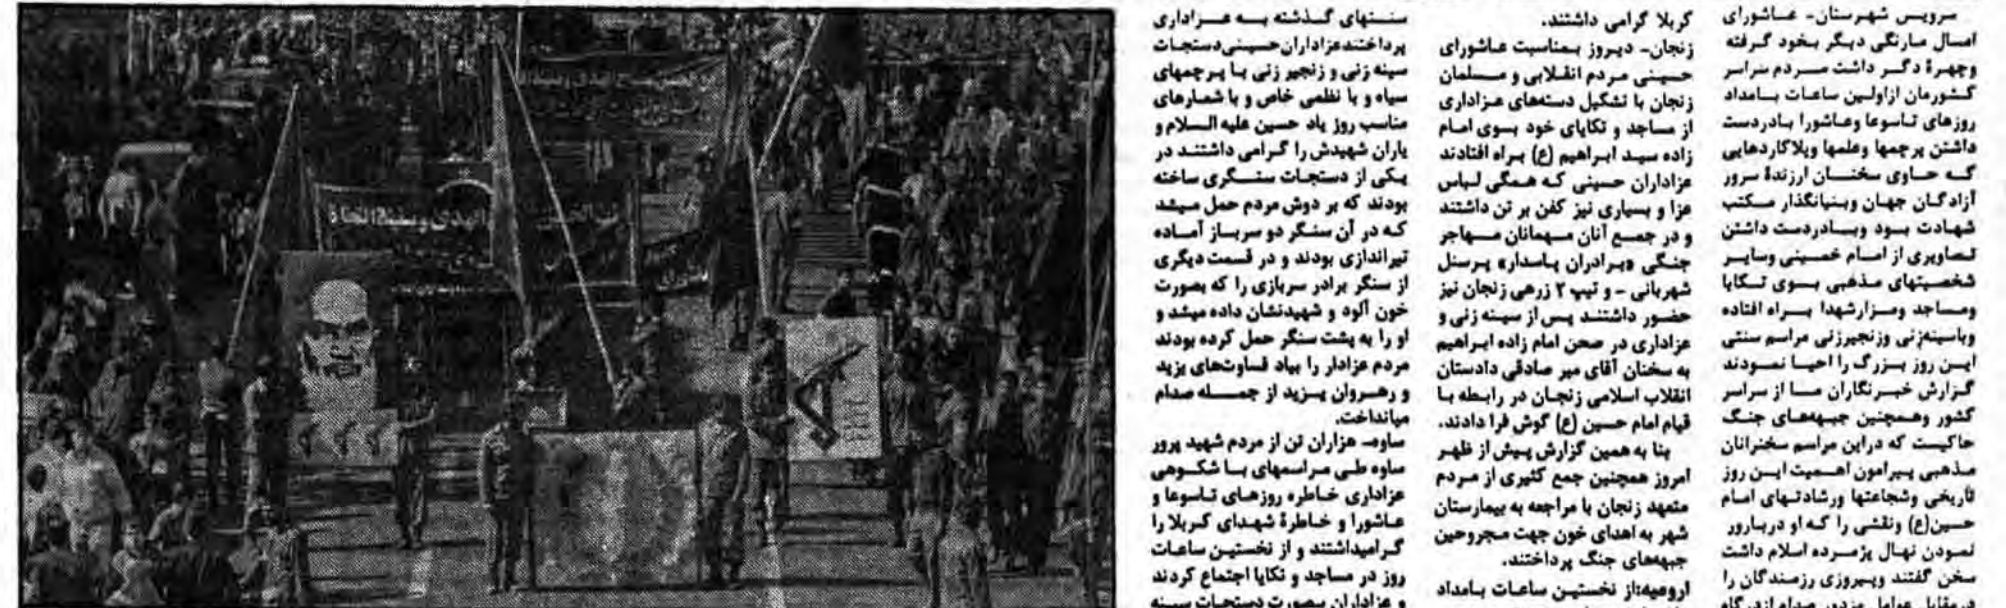 سرویس شهرستان- عاشورای
امسال مارنگی دیگر بخود گرفته
وچهرهٔ دگر داشت مردم سراسر
کشورمان ازاولین ساعات بامداد
روزهای تاسوعا وعاشورا بادردست
داشتن پرچمها وعلمها وپلاکاردهایی
که حاوی سخنان ارزندهٔ سرور
آزادگان جهان وبنیانگذار مکتب
شهادت بود وبادردست داشتن
تصاویری از امام خمینی وسایر
شخصیتهای مذهبی بسوی تکایا
ومساجد ومزارشهدا براه افتاده
وباسینه‌زنی وزنجیرزنی مراسم سنتی
این روز بزرگ را احیا نمودند
گزارش خبرنگاران ما از سراسر
کشور وهمچنین جبهه‌های جنگ
حاکیست که دراین مراسم سخنرانان
مذهبی پیرامون اهمیت این روز
تاریخی وشجاعتها ورشادتهای امام
حسین(ع) ونقشی را که او دربارور
نمودن نهال پژمرده اسلام داشت
سخن گفتند وپیروزی رزمندگان را
کربلا گرامی داشتند.
زنجان- دیروز بمناسبت عاشورای
حسینی مردم انقلابی و مسلمان
زنجان با تشکیل دسته‌های عزاداری
از مساجد و تکایای خود بسوی امام
زاده سید ابراهیم (ع) براه افتادند
عزاداران حسینی که همگی لباس
عزا و بسیاری نیز کفن بر تن داشتند
و در جمع آنان مهمانان مهاجر
جنگی «برادران پاسدار» پرسنل
شهربانی - و تیپ ۲ زرهی زنجان نیز
حضور داشتند پس از سینه زنی و
عزاداری در صحن امام زاده ابراهیم
به سخنان آقای میر صادقی دادستان
انقلاب اسلامی زنجان در رابطه با
قیام امام حسین (ع) گوش فرا دادند.
بنا به همین گزارش پیش از ظهر
امروز همچنین جمع کثیری از مردم
متعهد زنجان با مراجعه به بیمارستان
شهر به اهدای خون جهت مجروحین
جبهه‌های جنگ پرداختند.
ارومیه:از نخستین ساعات بامداد
سنتهای گذشته به عزاداری
پرداختندعزاداران‌حسینی‌دستجات
سینه زنی و زنجیر زنی با پرچمهای
سیاه و با نظمی خاص و با شعارهای
مناسب روز یاد حسین علیه السلام و
یاران شهیدش را گرامی داشتند در
یکی از دستجات سنگری ساخته
بودند که بر دوش مردم حمل میشد
که در آن سنگر دو سرباز آماده
تیراندازی بودند و در قسمت دیگری
از سنگر برادر سربازی را که بصورت
خون آلود و شهیدنشان داده میشد و
او را به پشت سنگر حمل کرده بودند
مردم عزادار را بیاد قساوت‌های یزید
و رهروان یزید از جمله صدام
میانداخت.
ساوه- هزاران تن از مردم شهید پرور
ساوه طی مراسمهای با شکوهی
عزاداری خاطره روزهای تاسوعا و
عاشورا و خاطرهٔ شهدای کربلا را
گرامیداشتند و از نخستین ساعات
روز در مساجد و تکایا اجتماع کردند
و عزاداران بصورت دستجات سینه